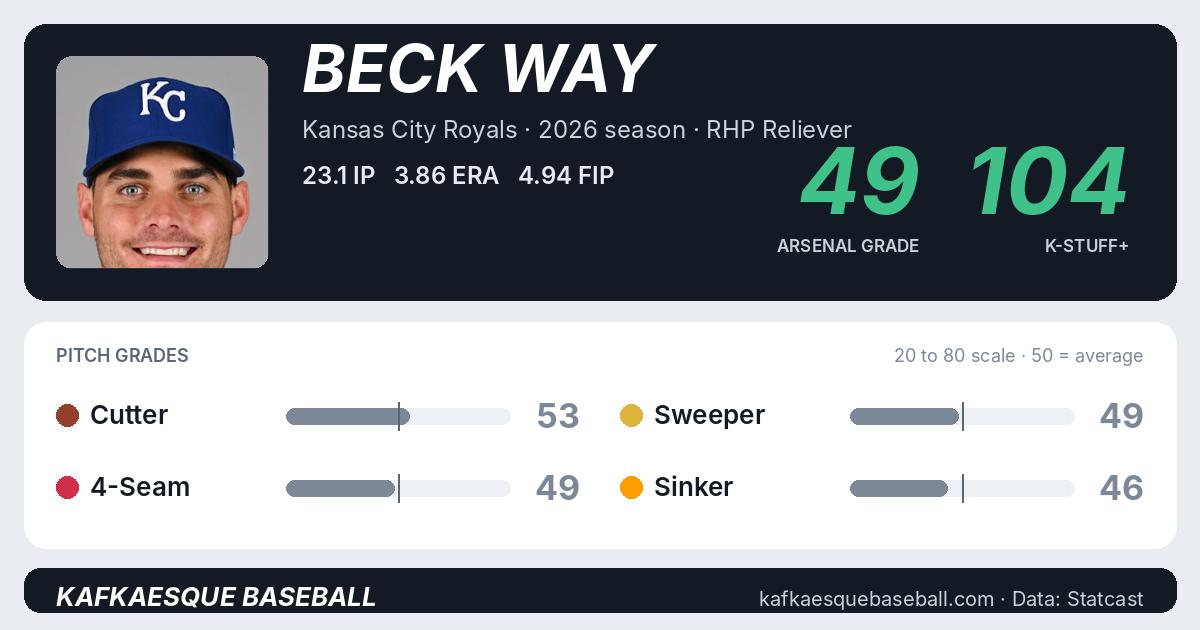 KC
BECK WAY
Kansas City Royals · 2026 season · RHP Reliever
23.1 IP 3.86 ERA 4.94 FIP
49 104
ARSENAL GRADE K-STUFF+
PITCH GRADES 20 to 80 scale · 50 = average
Cutter 53 Sweeper 49
4-Seam 49 Sinker 46
KAFKAESQUE BASEBALL kafkaesquebaseball.com · Data: Statcast